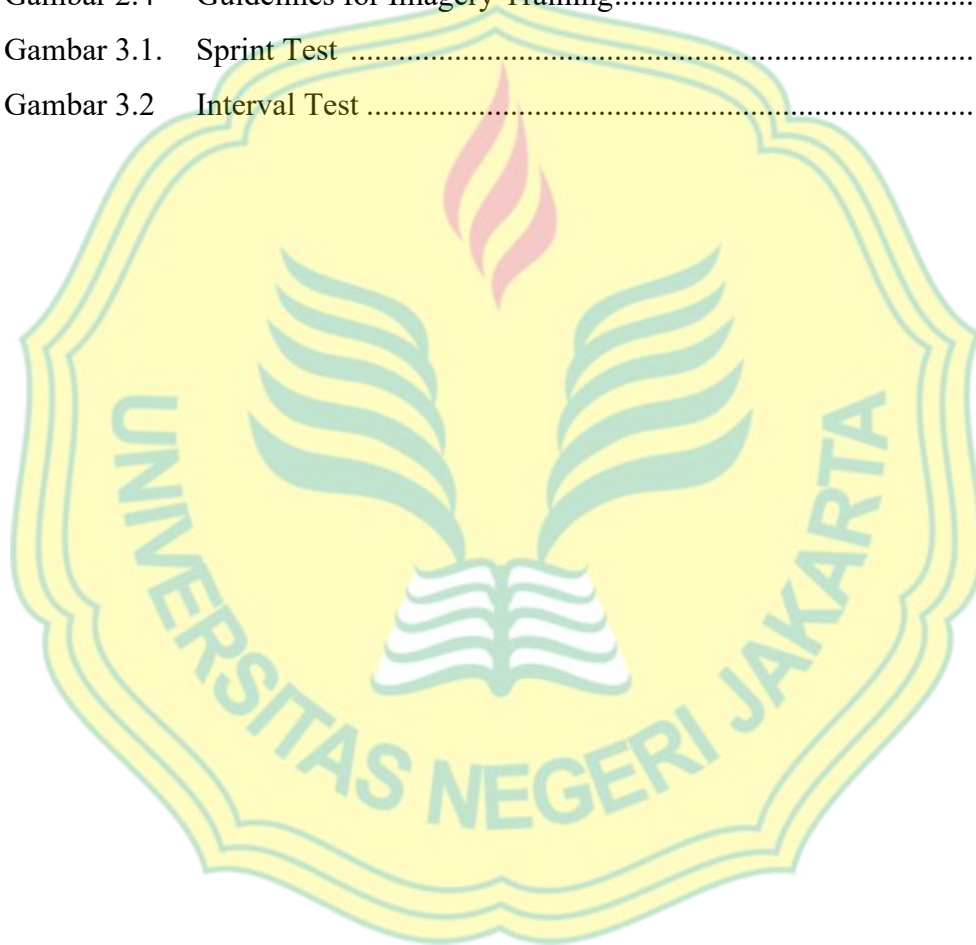 Gambar 2.4 Guidelines for Imagery Training............................................
Gambar 3.1. Sprint Test ................................................................................
Gambar 3.2 Interval Test ..............................................................................
UNIVERSITAS NEGERI JAKARTA